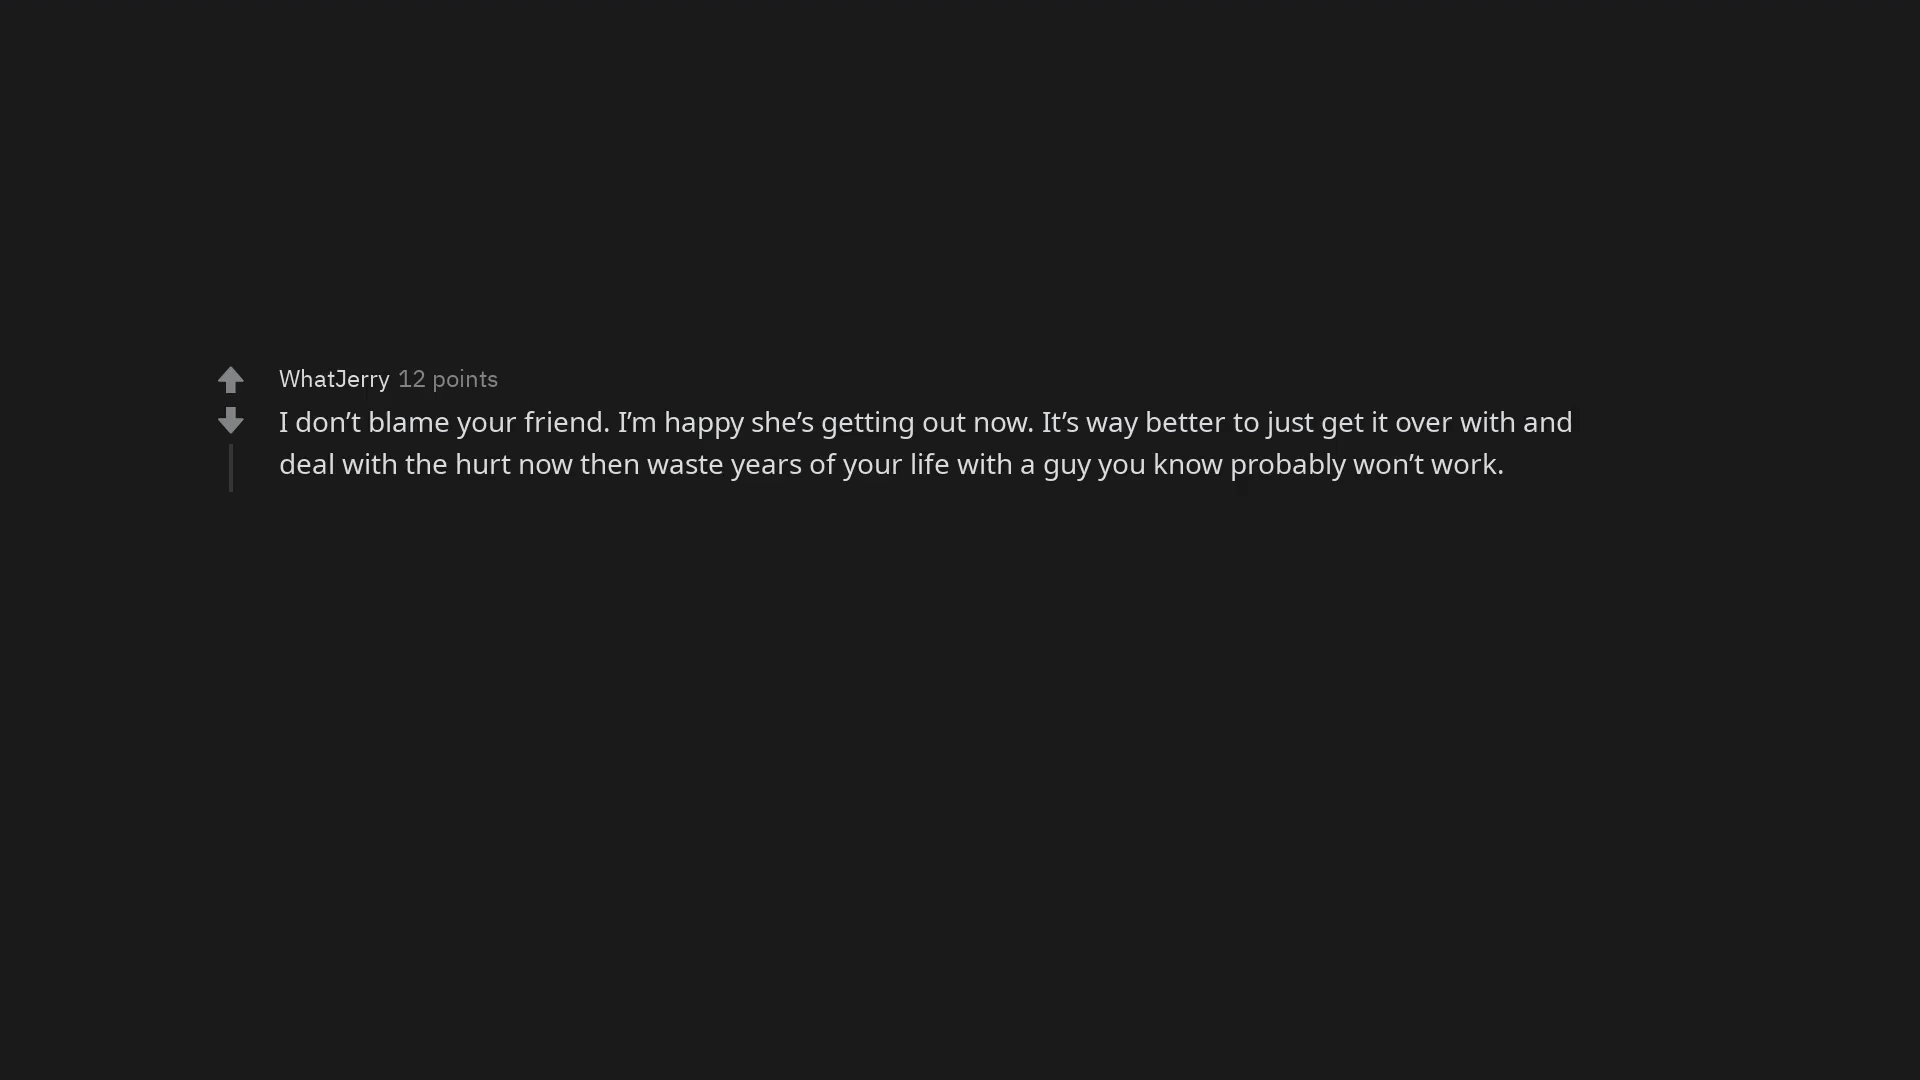 WhatJerry 12 points
I don’t blame your friend. I’m happy she’s getting out now. It’s way better to just get it over with and
deal with the hurt now then waste years of your life with a guy you know probably won’t work.